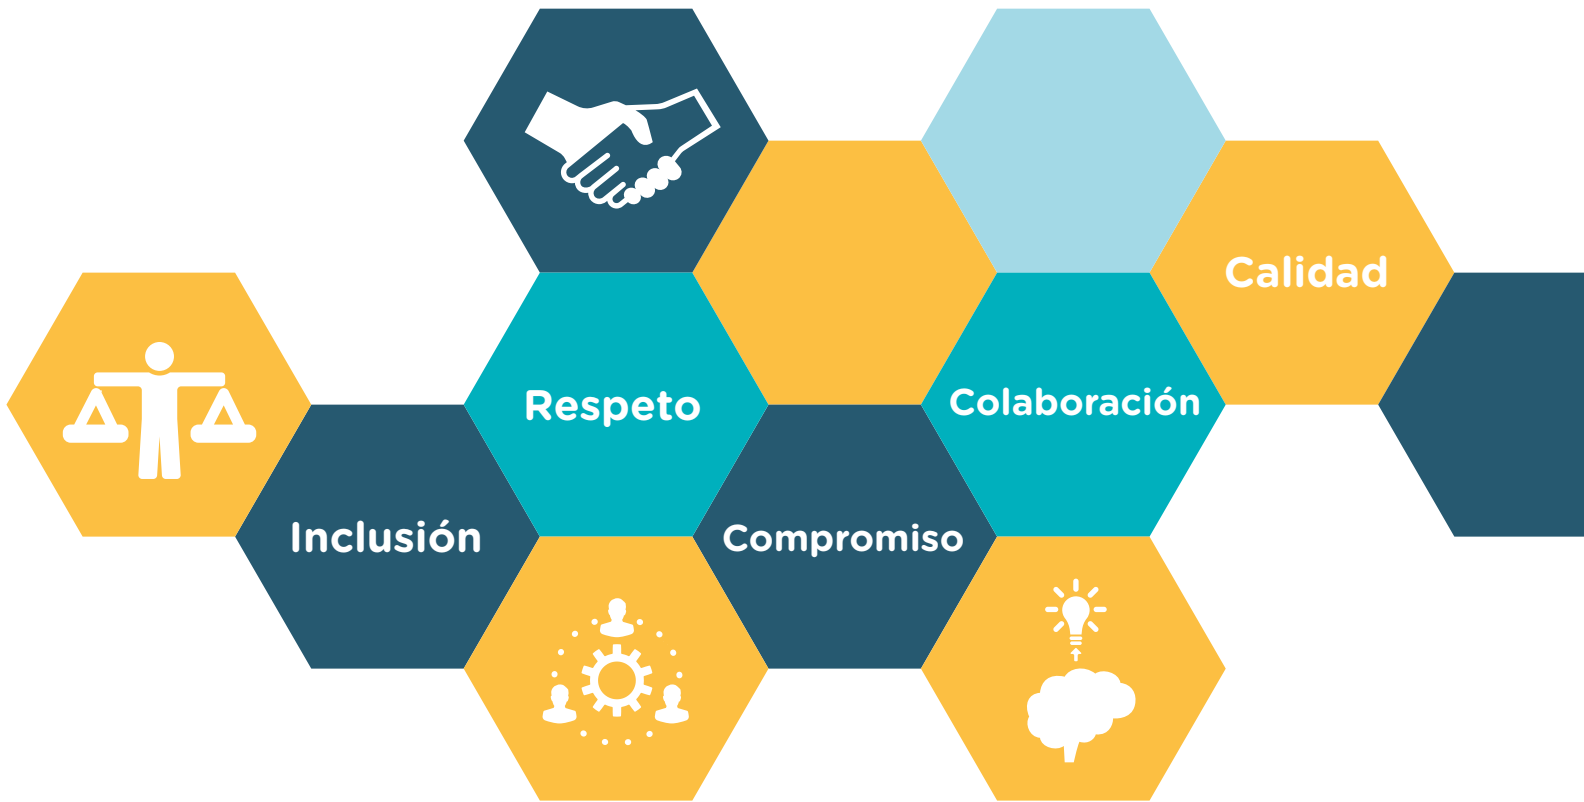 Calidad
Respeto
Colaboración
Inclusión
Compromiso